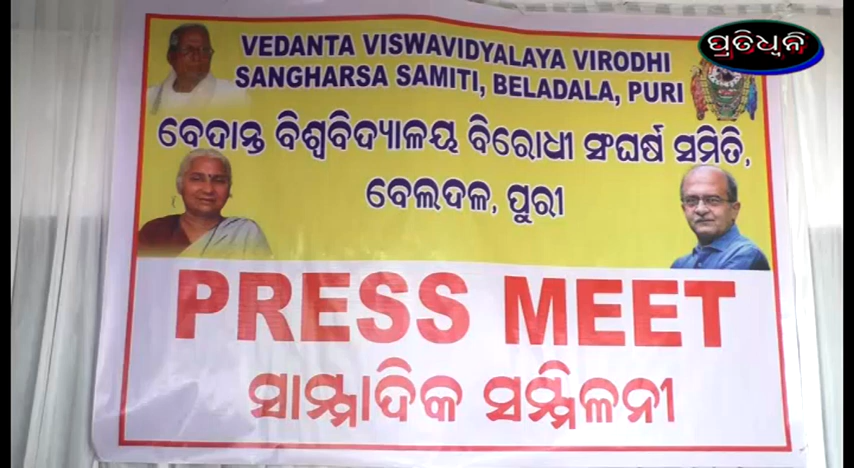 ପ୍ରତିଧ୍ୱନି
VEDANTA VISWAVIDYALAYA VIRODHI
SANGHARSA SAMITI, BELADALA, PURI
ବେଦାନ୍ତ ବିଶ୍ୱବିଦ୍ୟାଳୟ ବିରୋଧୀ ସଂଘର୍ଷ ସମିତି,
ବେଲଦଳ, ପୁରୀ
PRESS MEET
ସାମ୍ବାଦିକ ସମ୍ମିଳନୀ